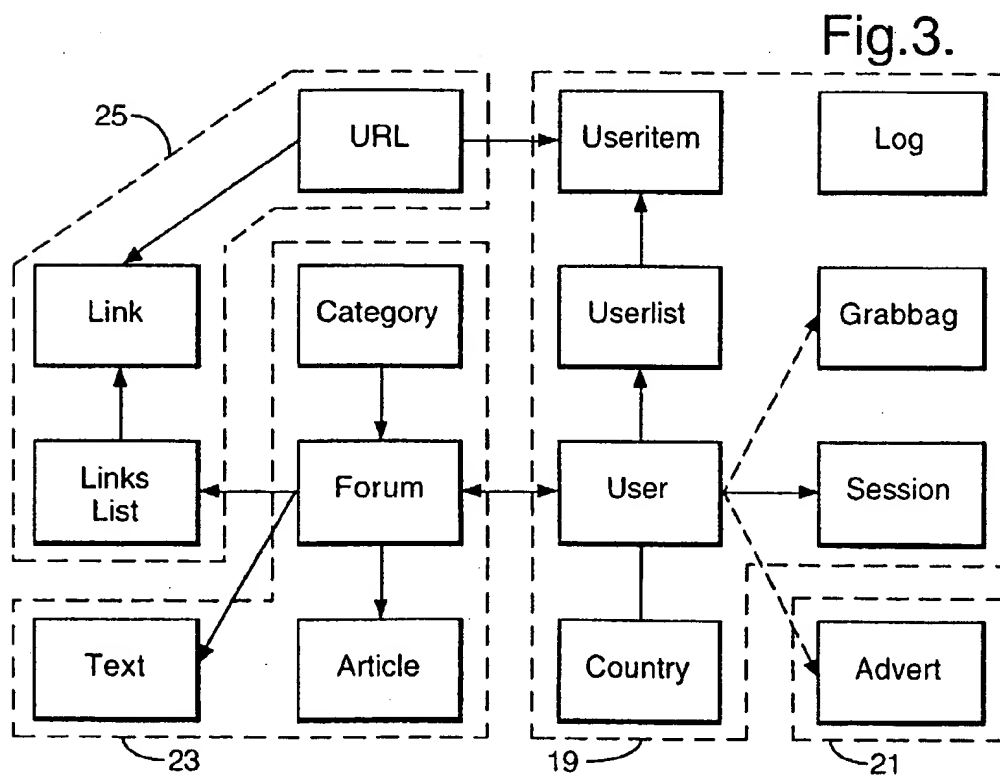 Fig.3.
25
URL
Useritem
Log
Link
Category
Userlist
Grabbag
Links
List
Forum
User
Session
Text
Article
Country
Advert
23
19
21